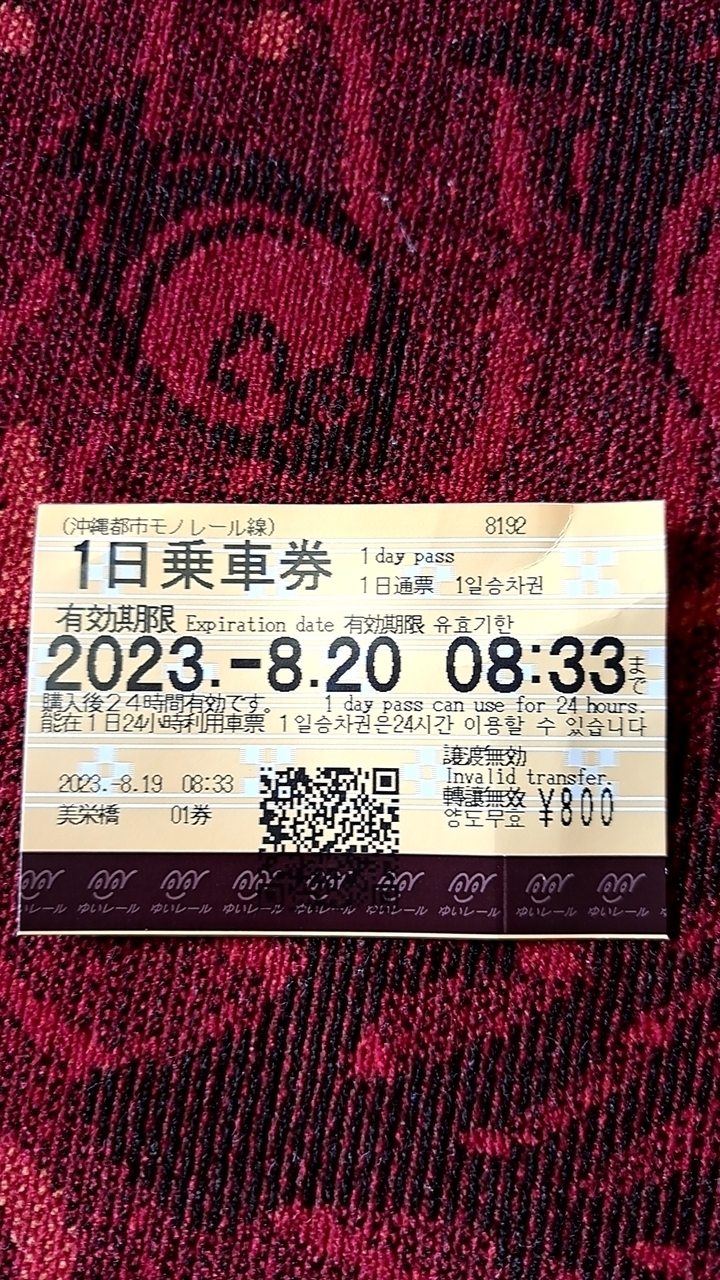 (沖縄都市モノレール線) 8192
1日乗車券 1 day pass
1日通票 1일승차권
有効期限 Expiration date 有効期限 유효기한
2023.-8.20 08:33まで
購入後24時間有効です。 1 day pass can use for 24 hours.
能在1日24小時利用車票 1일승차권은24시간 이용할 수 있습니다
譲渡無効
Invalid transfer.
2023.-8.19 08:33
轉讓無效
양도무효 ¥800
美栄橋 01券
ゆいレール ゆいレール ゆいレール ゆいレール ゆいレール ゆいレール ゆいレール ゆいレール ゆいレール